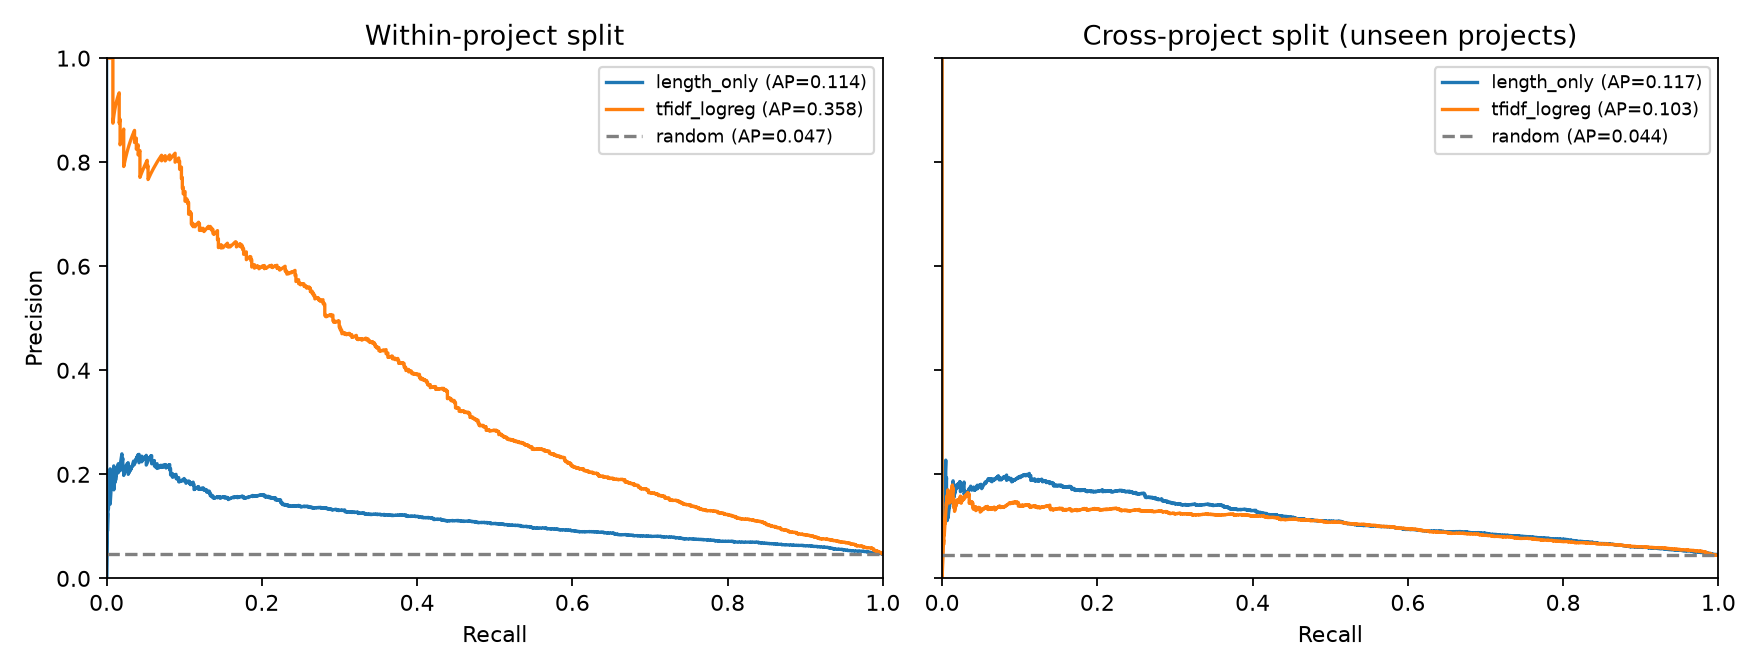 Within-project split
Cross-project split (unseen projects)
Precision
1.0
0.8
0.6
0.4
0.2
0.0
length_only (AP=0.114)
tfidf_logreg (AP=0.358)
random (AP=0.047)
0.0 0.2 0.4 0.6 0.8 1.0
Recall
length_only (AP=0.117)
tfidf_logreg (AP=0.103)
random (AP=0.044)
0.0 0.2 0.4 0.6 0.8 1.0
Recall